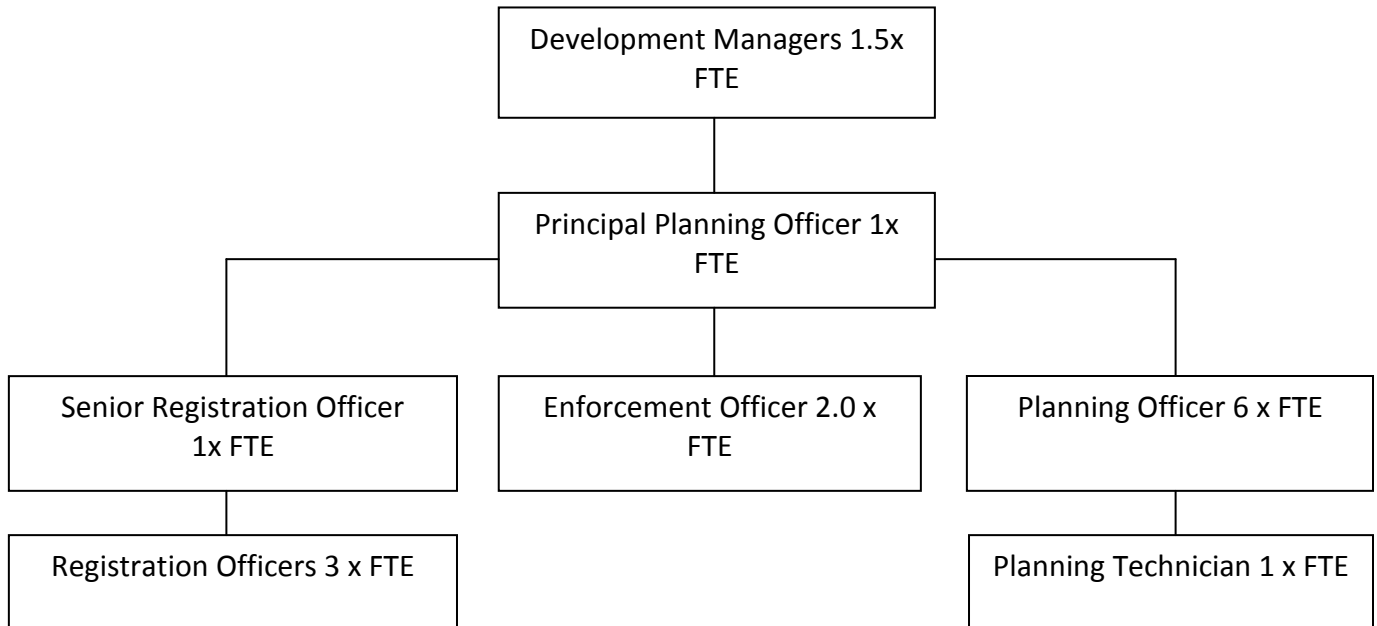 Development Managers 1.5x
FTE
Principal Planning Officer 1x
FTE
Senior Registration Officer
1x FTE
Enforcement Officer 2.0 x
FTE
Planning Officer 6 x FTE
Registration Officers 3 x FTE
Planning Technician 1 x FTE